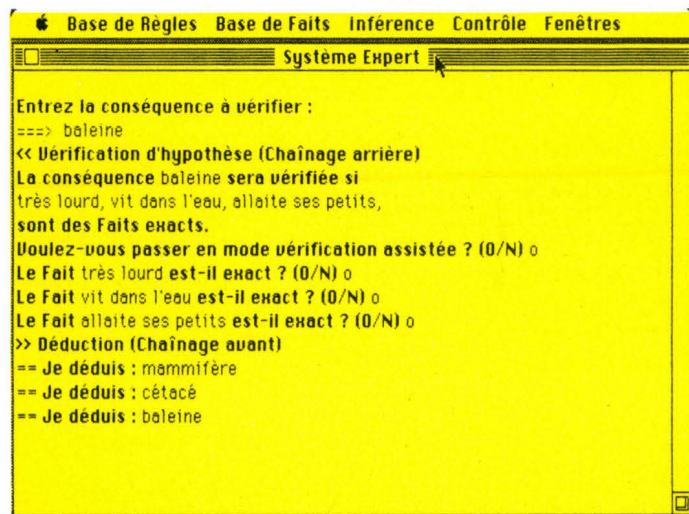 Base de Règles Base de Faits Inférence Contrôle Fenêtres
Système Expert
Entrez la conséquence à vérifier :
===> baleine
<< Vérification d'hypothèse (Chaînage arrière)
La conséquence baleine sera vérifiée si
très lourd, vit dans l'eau, allaite ses petits,
sont des Faits exacts.
Voulez-vous passer en mode vérification assistée ? (O/N) o
Le Fait très lourd est-il exact ? (O/N) o
Le Fait vit dans l'eau est-il exact ? (O/N) o
Le Fait allaite ses petits est-il exact ? (O/N) o
>> Déduction (Chaînage avant)
== Je déduis : mammifère
== Je déduis : cétacé
== Je déduis : baleine